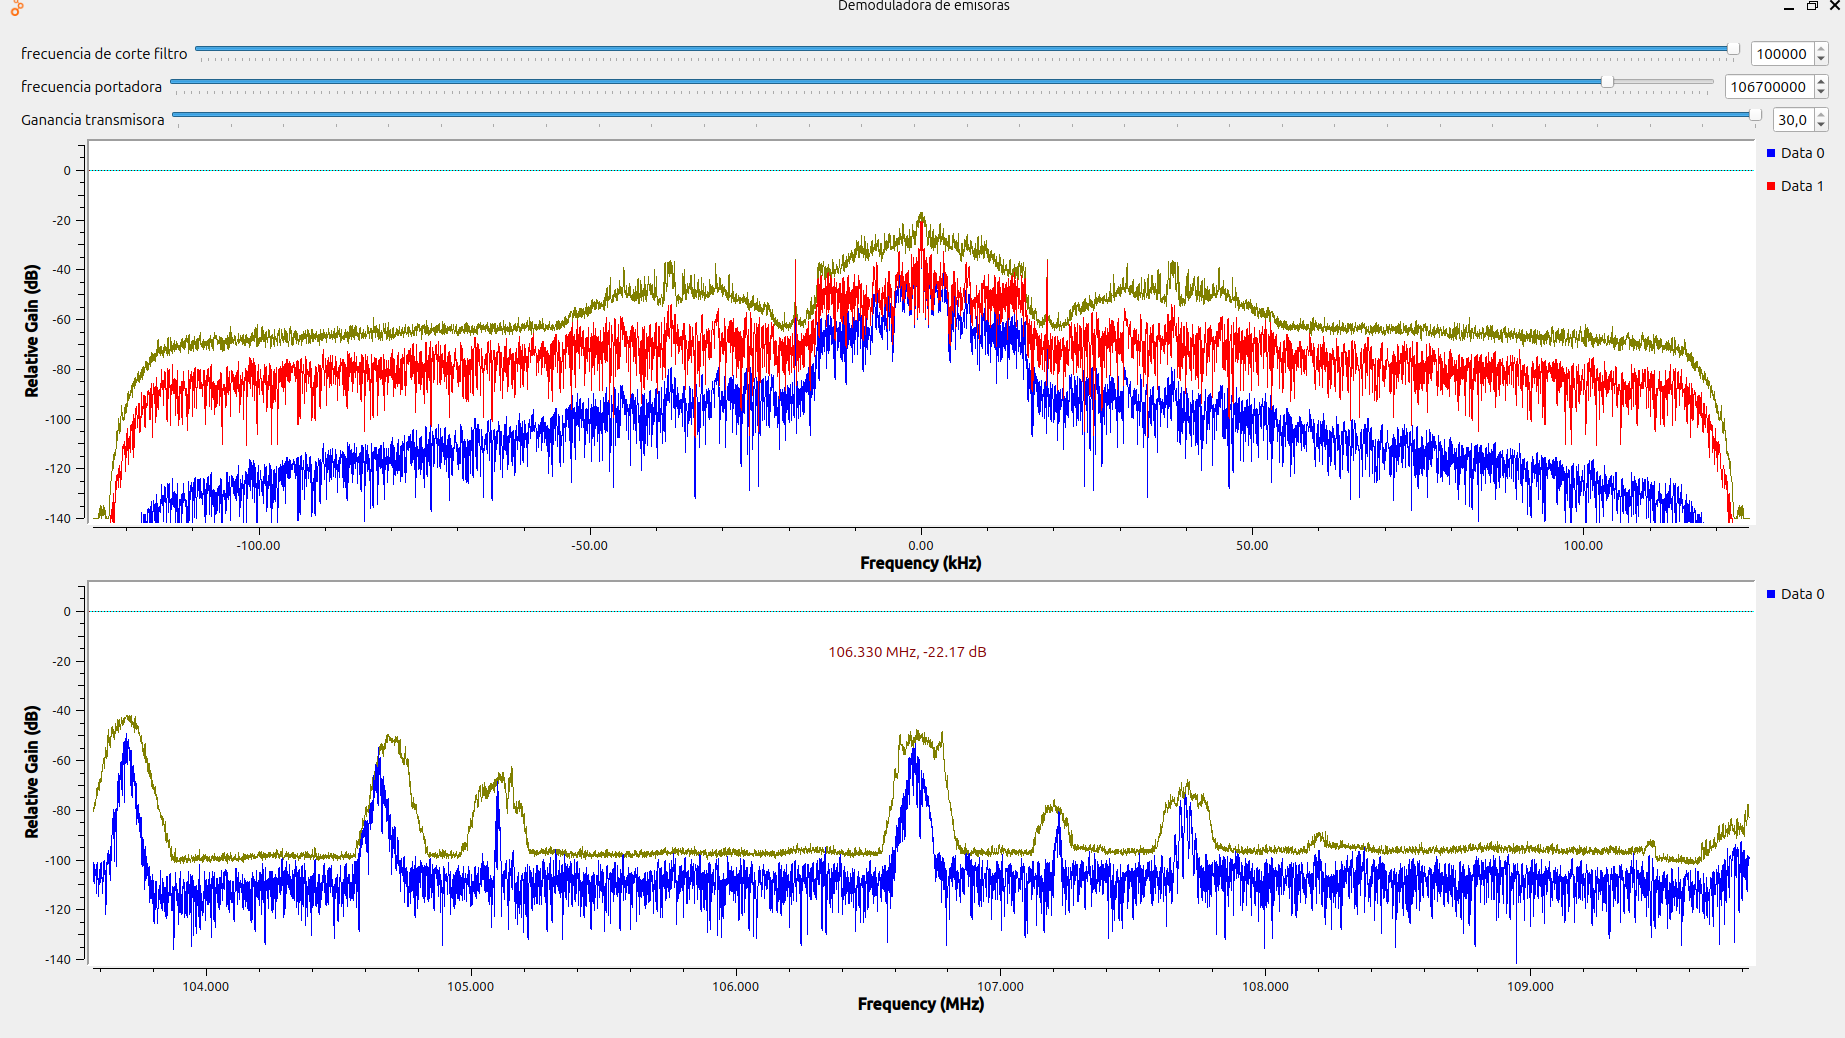 Demoduladora de emisoras
frecuencia de corte filtro 100000
frecuencia portadora 106700000
Ganancia transmisora 30,0
Data 0
Data 1
Relative Gain (dB)
0
-20
-40
-60
-80
-100
-120
-140
-100.00 -50.00 0.00 50.00 100.00
Frequency (kHz)
Data 0
106.330 MHz, -22.17 dB
Relative Gain (dB)
0
-20
-40
-60
-80
-100
-120
-140
104.000 105.000 106.000 107.000 108.000 109.000
Frequency (MHz)